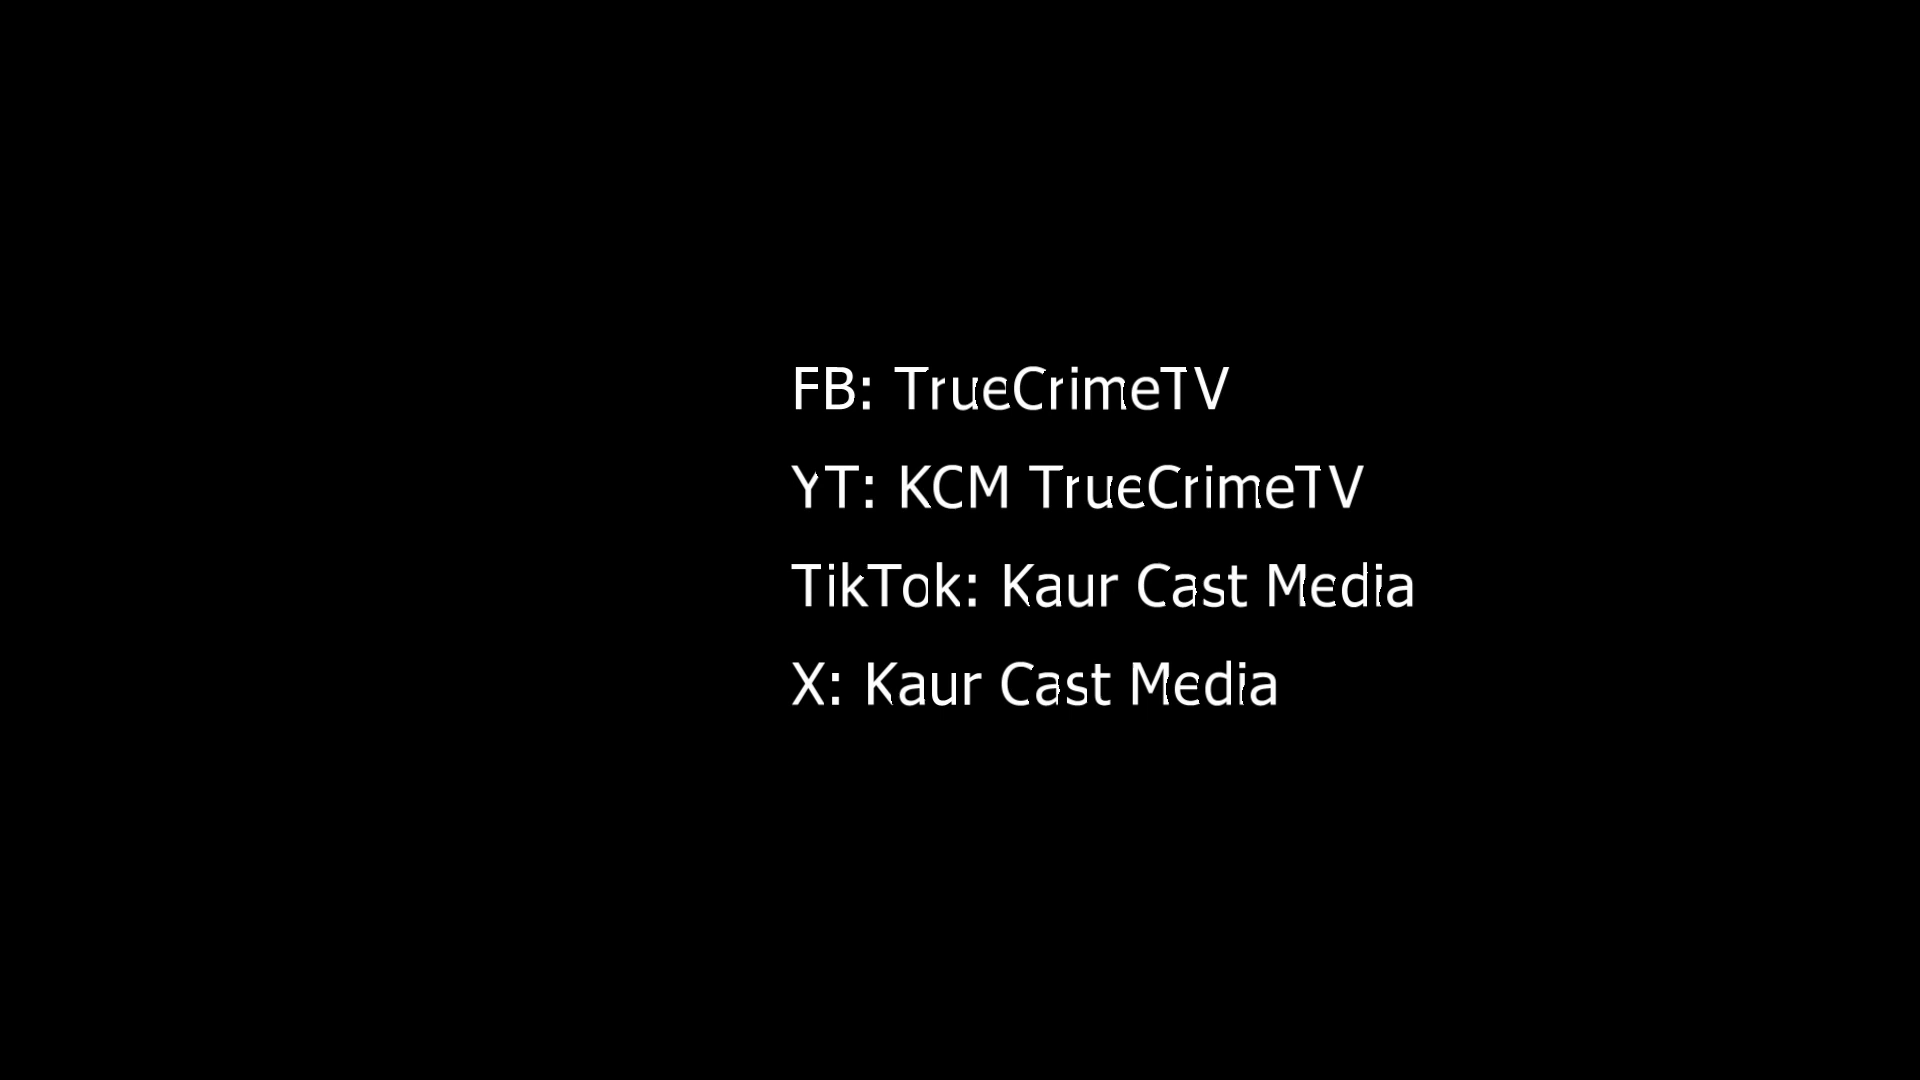 FB: TrueCrimeTV
YT: KCM TrueCrimeTV
TikTok: Kaur Cast Media
X: Kaur Cast Media